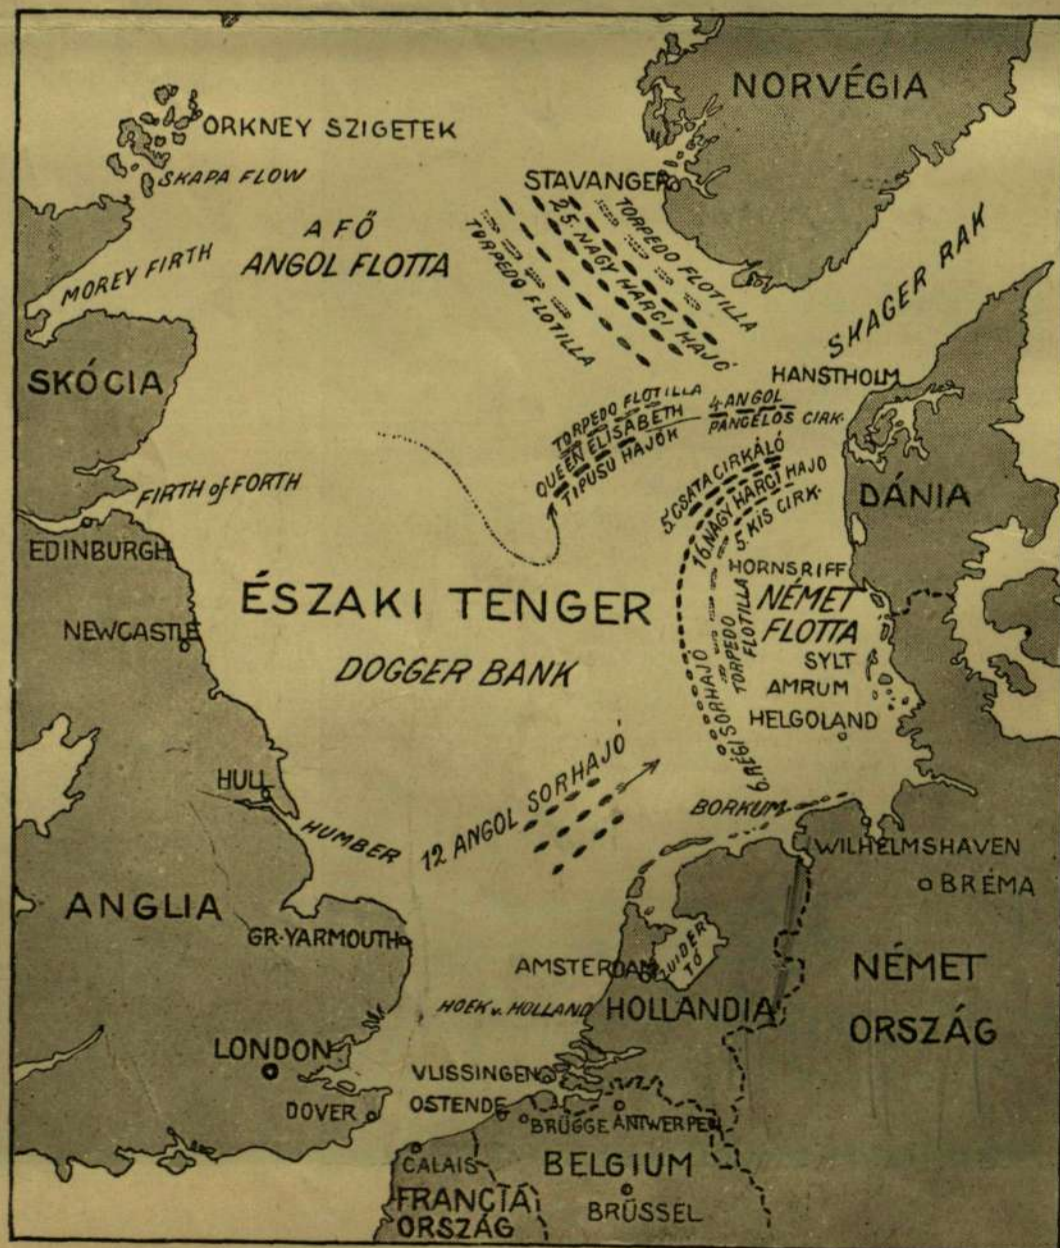 NORVÉGIA
ORKNEY SZIGETEK
SKAPA FLOW
STAVANGER
A FŐ
ANGOL FLOTTA
TORPEDO FLOTILLA
25. NAGY HARCI HAJÓ
TORPEDO FLOTILLA
MOREY FIRTH
SKAGER RAK
SKÓCIA
HANSTHOLM
TORPEDO FLOTILLA
QUEEN ELISABETH
TIPUSU HAJÓK
4 ANGOL
PÁNCÉLOS CIRK.
5 CSATACIRKÁLÓ
16. NAGY HARCI HAJO
5. KIS CIRK.
DÁNIA
FIRTH of FORTH
EDINBURGH
HORNSRIFF
ÉSZAKI TENGER
NÉMET
FLOTTA
TORPEDO
FLOTILLA
6 RÉGI SORHAJÓ
NEWCASTLE
DOGGER BANK
SYLT
AMRUM
HELGOLAND
HULL
HUMBER
12 ANGOL SORHAJÓ
BORKUM
WILHELMSHAVEN
BRÉMA
ANGLIA
GR. YARMOUTH
AMSTERDAM
ZUIDER
TÓ
HOEK v. HOLLAND
HOLLANDIA
NÉMET
ORSZÁG
LONDON
VLISSINGEN
DOVER
OSTENDE
BRÜGGE
ANTWERPEN
CALAIS
BELGIUM
FRANCIA
ORSZÁG
BRÜSSEL